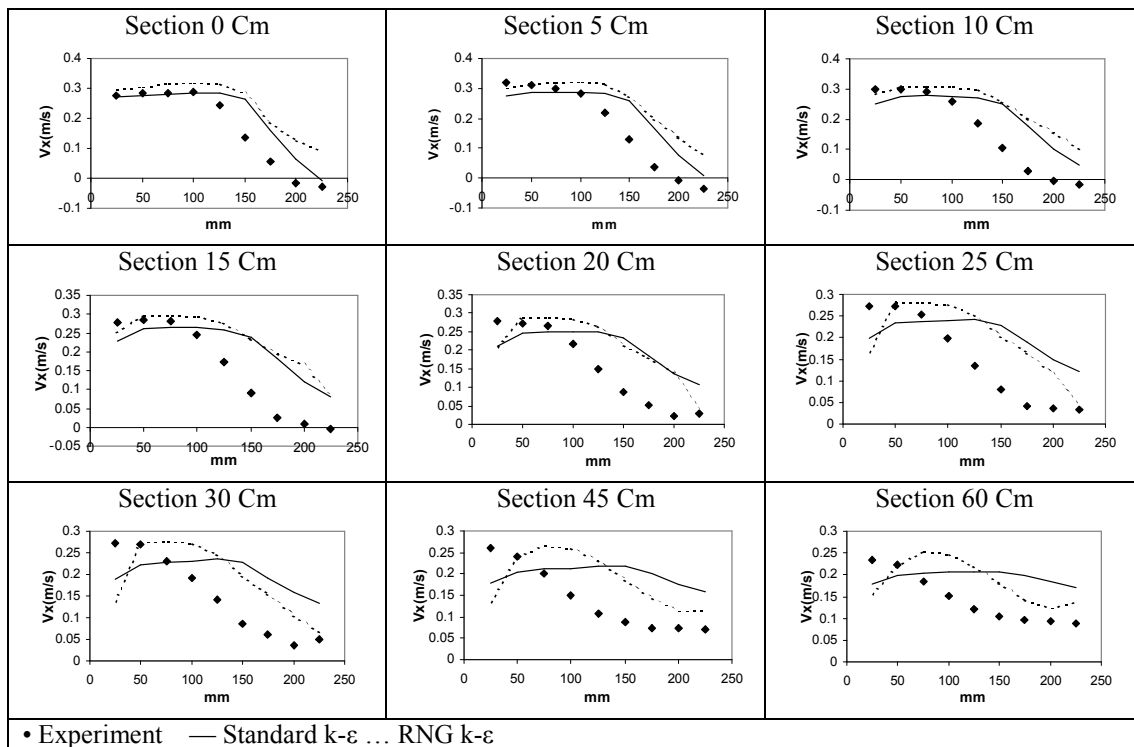 Section 0 Cm
0.4
0.3
0.2
0.1
0
-0.1
0 50 100 150 200 250
Vx(m/s)
mm
Section 5 Cm
0.4
0.3
0.2
0.1
0
-0.1
0 50 100 150 200 250
Vx(m/s)
mm
Section 10 Cm
0.4
0.3
0.2
0.1
0
-0.1
0 50 100 150 200 250
Vx(m/s)
mm
Section 15 Cm
0.35
0.3
0.25
0.2
0.15
0.1
0.05
0
-0.05
0 50 100 150 200 250
Vx(m/s)
mm
Section 20 Cm
0.35
0.3
0.25
0.2
0.15
0.1
0.05
0
0 50 100 150 200 250
Vx(m/s)
mm
Section 25 Cm
0.3
0.25
0.2
0.15
0.1
0.05
0
0 50 100 150 200 250
Vx(m/s)
mm
Section 30 Cm
0.3
0.25
0.2
0.15
0.1
0.05
0
0 50 100 150 200 250
Vx(m/s)
mm
Section 45 Cm
0.3
0.25
0.2
0.15
0.1
0.05
0
0 50 100 150 200 250
Vx(m/s)
mm
Section 60 Cm
0.3
0.25
0.2
0.15
0.1
0.05
0
0 50 100 150 200 250
Vx(m/s)
mm
• Experiment — Standard k-ε … RNG k-ε